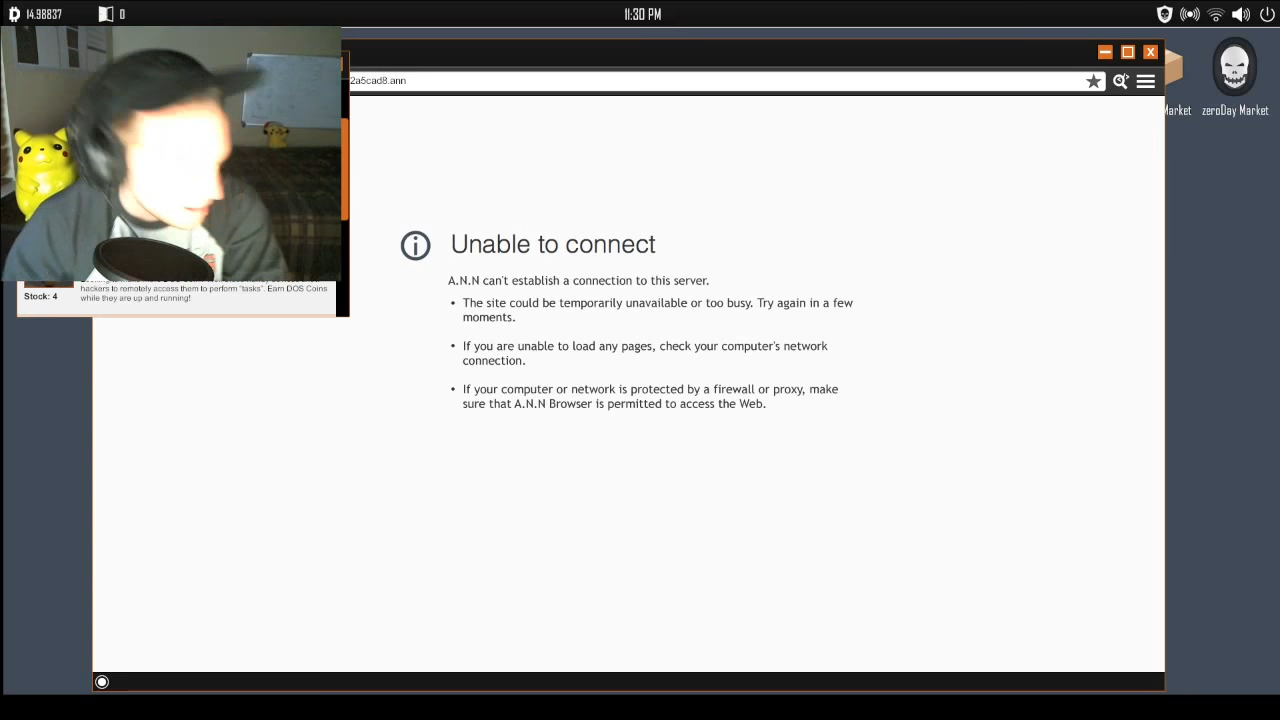 14.98837
0
11:30 PM
2a5cad8.ann
Market
zeroDay Market
Unable to connect
A.N.N can't establish a connection to this server.
• The site could be temporarily unavailable or too busy. Try again in a few
moments.
• If you are unable to load any pages, check your computer's network
connection.
• If your computer or network is protected by a firewall or proxy, make
sure that A.N.N Browser is permitted to access the Web.
hackers to remotely access them to perform "tasks". Earn DOS Coins
Stock: 4
while they are up and running!